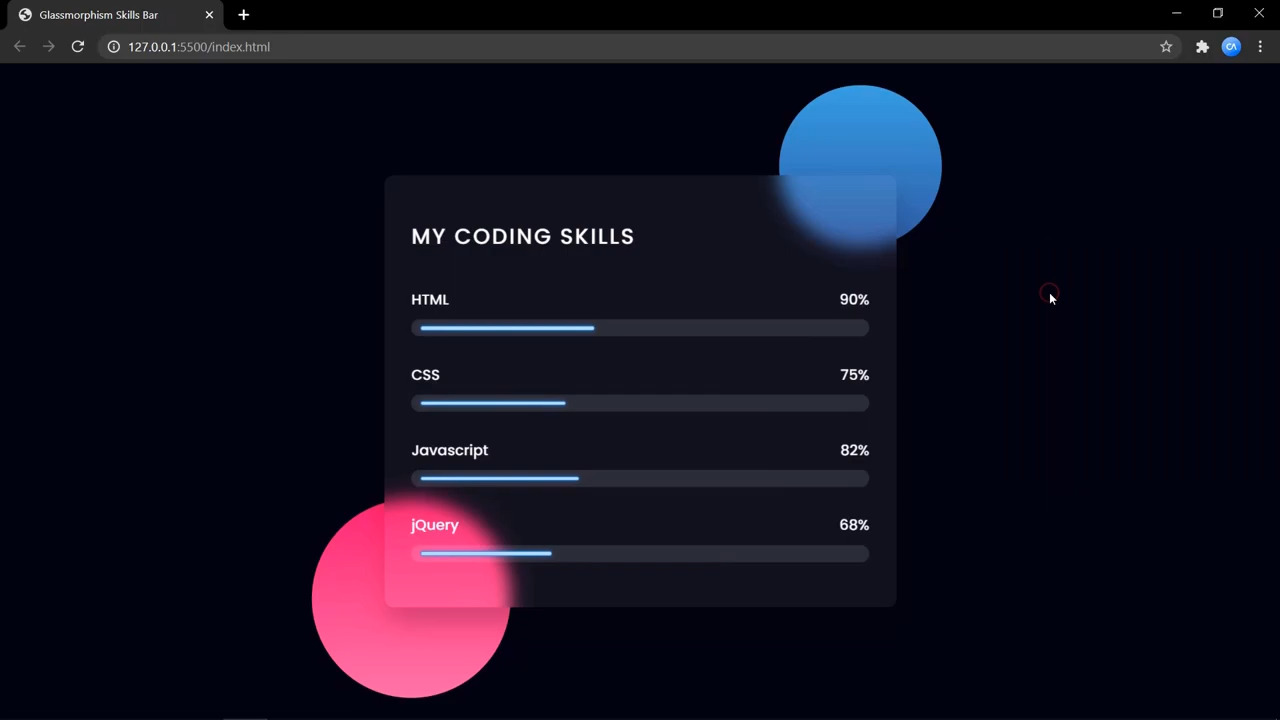 Glassmorphism Skills Bar
127.0.0.1:5500/index.html
CA
MY CODING SKILLS
HTML 90%
CSS 75%
Javascript 82%
jQuery 68%